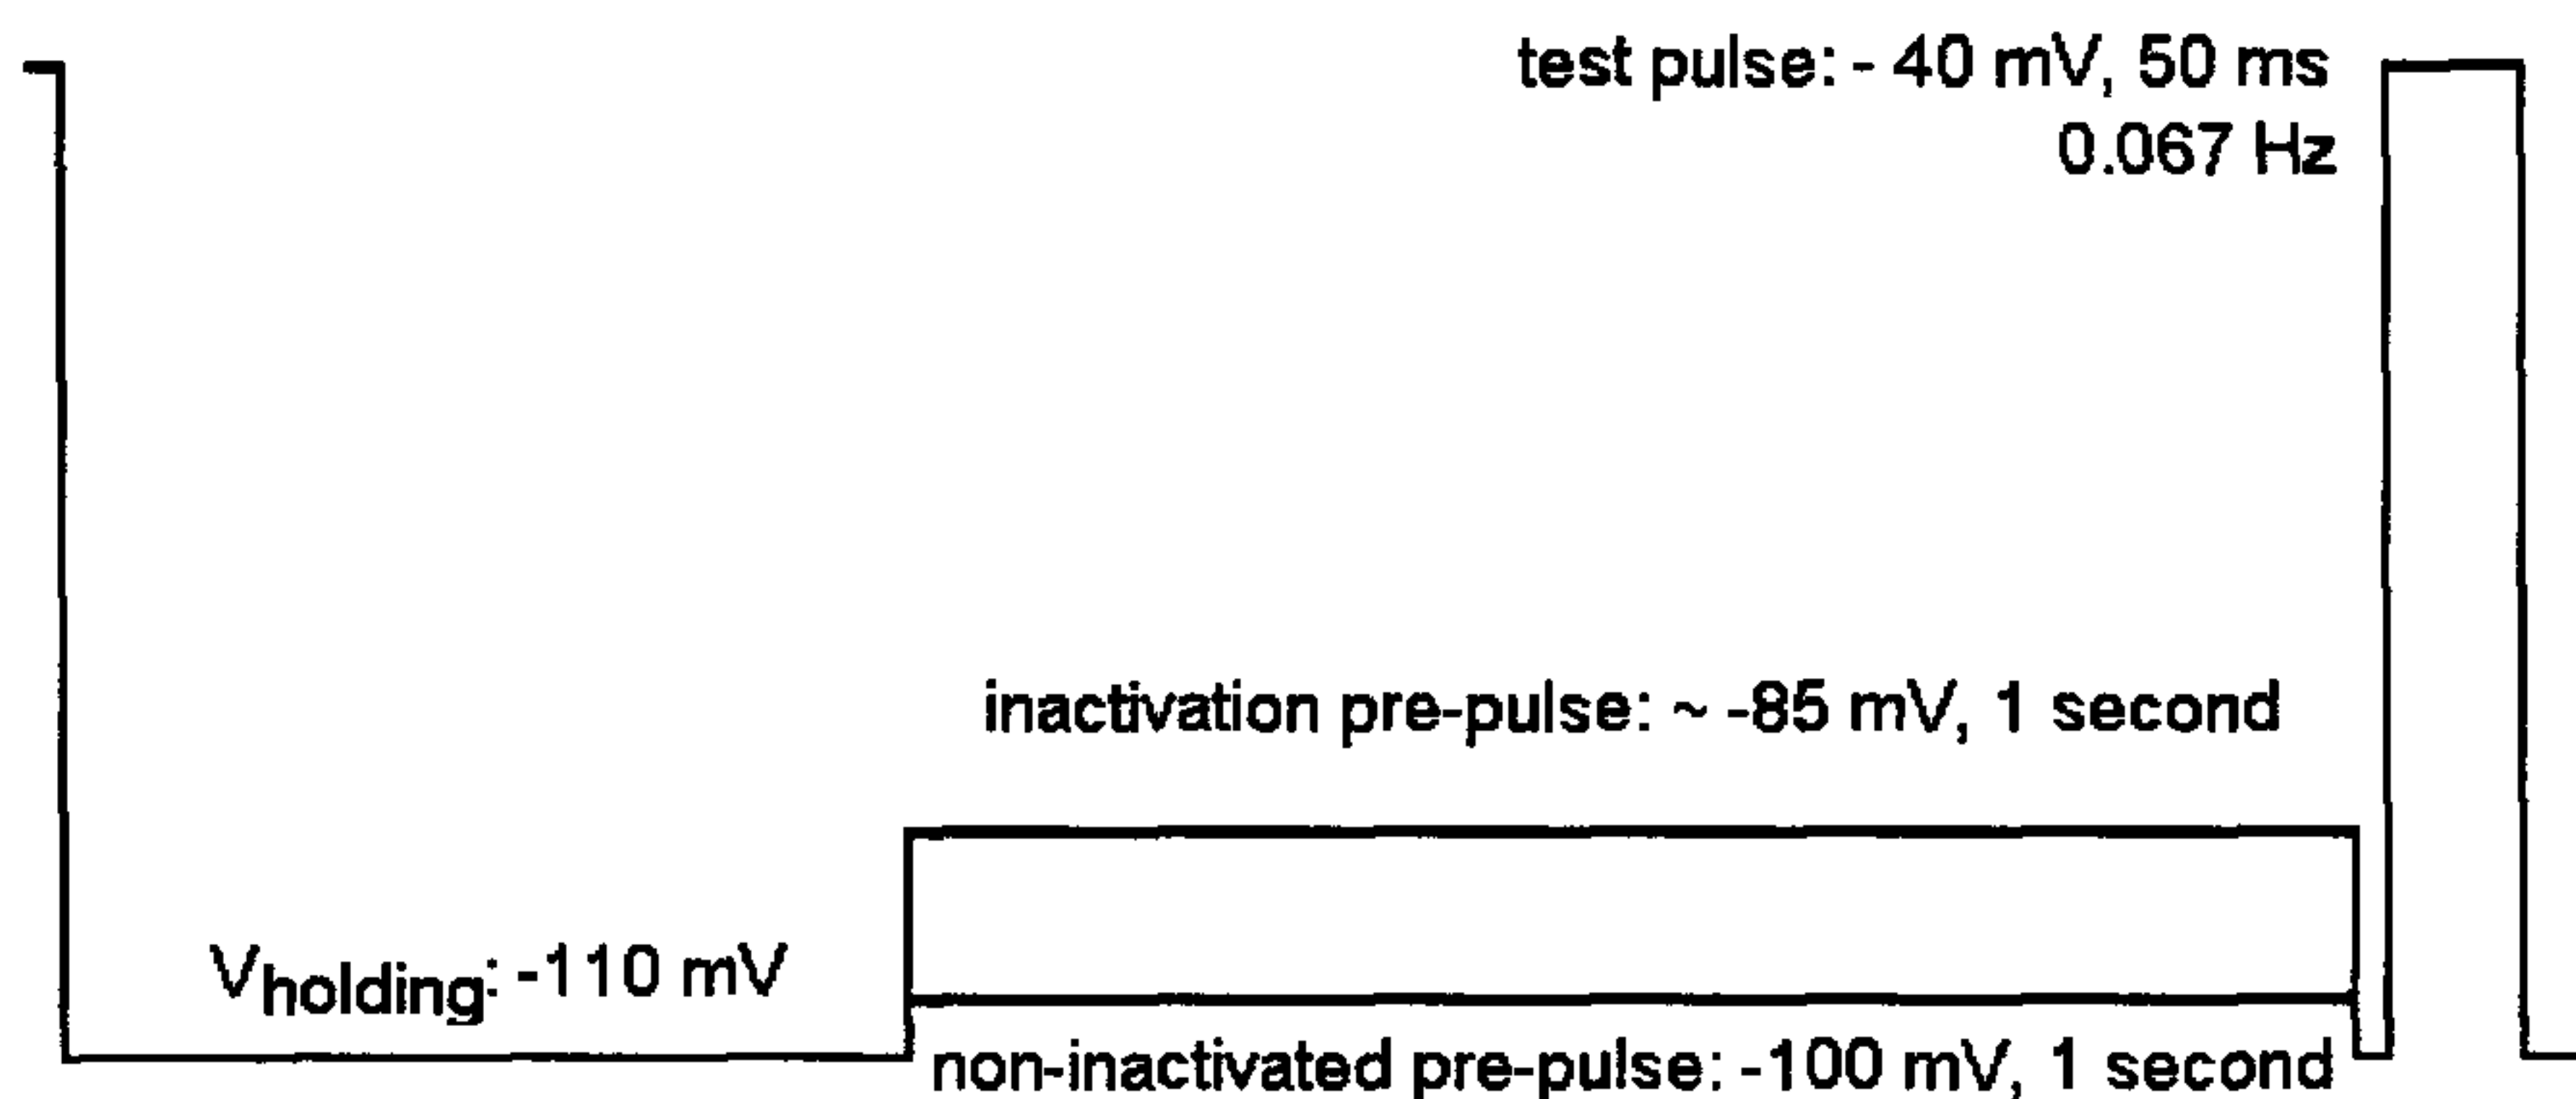 test pulse: - 40 mV, 50 ms
0.067 Hz
inactivation pre-pulse: ~ -85 mV, 1 second
Vholding: -110 mV
non-inactivated pre-pulse: -100 mV, 1 second